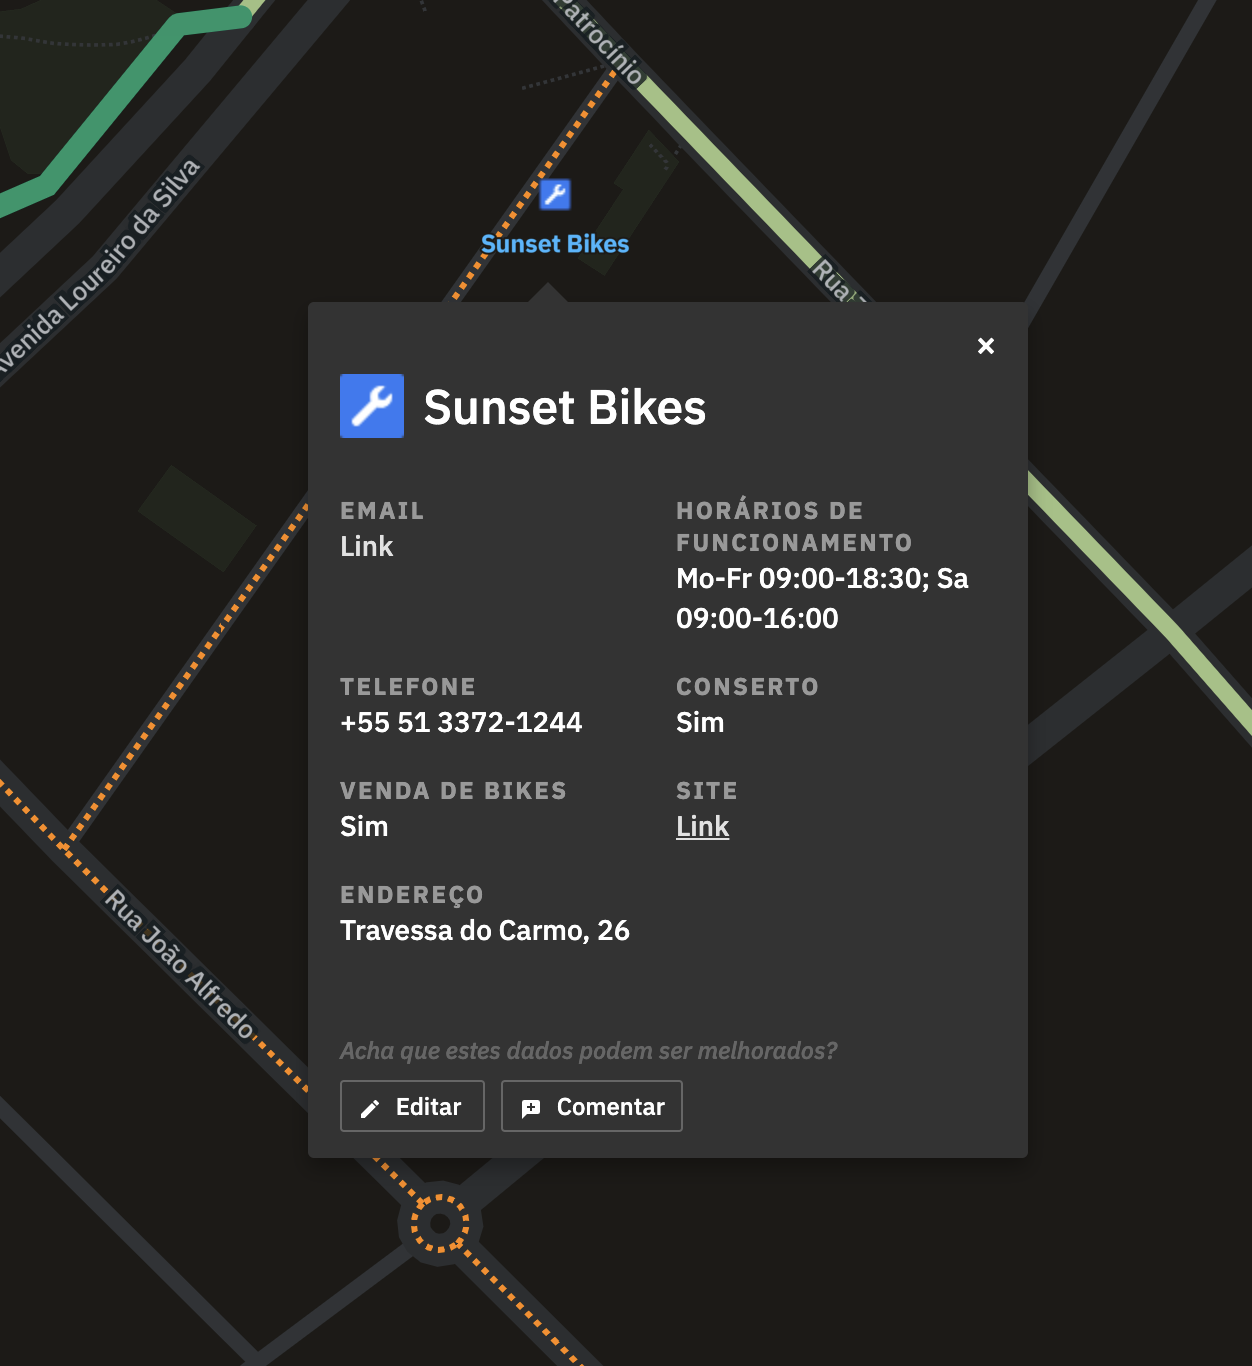 Patrocínio
Avenida Loureiro da Silva
Sunset Bikes
Rua
Sunset Bikes
EMAIL
Link
HORÁRIOS DE
FUNCIONAMENTO
Mo-Fr 09:00-18:30; Sa
09:00-16:00
TELEFONE
+55 51 3372-1244
CONSERTO
Sim
VENDA DE BIKES
Sim
SITE
Link
ENDEREÇO
Travessa do Carmo, 26
Rua João Alfredo
Acha que estes dados podem ser melhorados?
Editar
Comentar